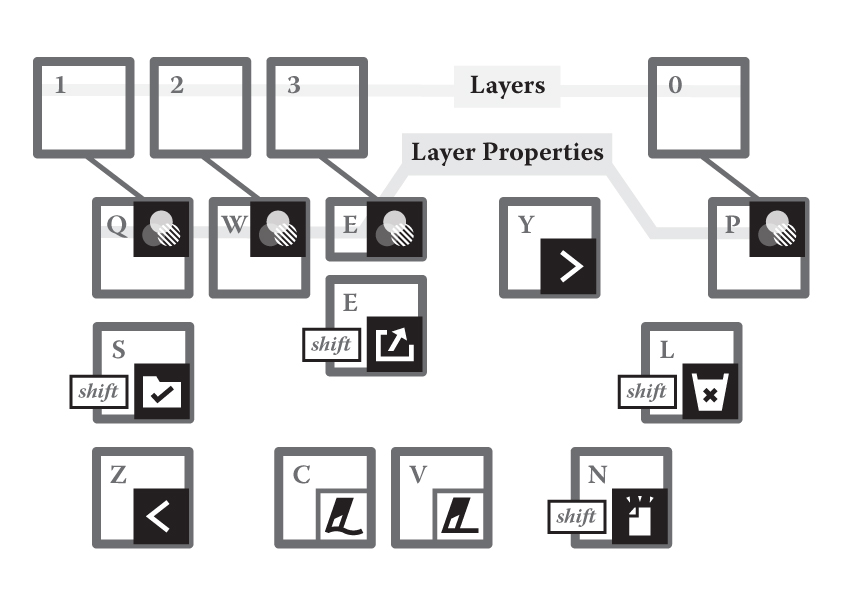 1 2 3 Layers 0
Layer Properties
Q W E Y P
E
shift
S L
shift shift
Z C V N
shift